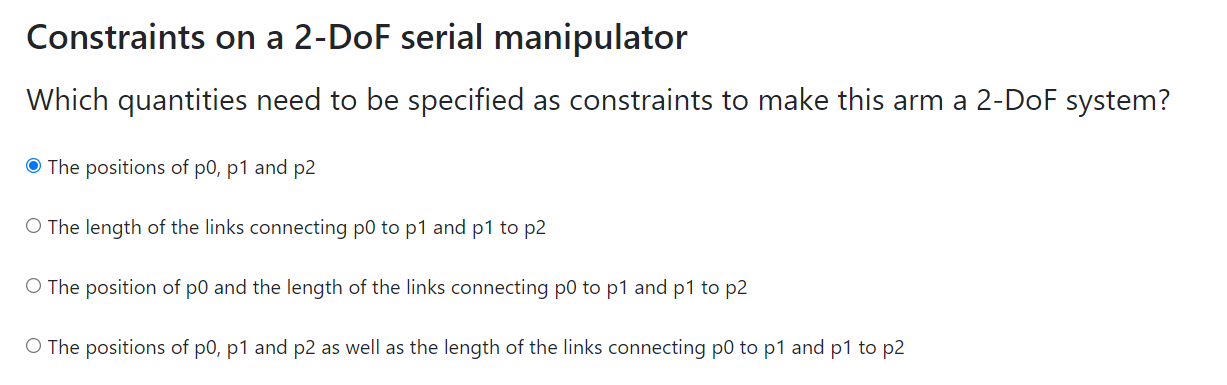 Constraints on a 2-DoF serial manipulator
Which quantities need to be specified as constraints to make this arm a 2-DoF system?
The positions of p0, p1 and p2
The length of the links connecting p0 to p1 and p1 to p2
The position of p0 and the length of the links connecting p0 to p1 and p1 to p2
The positions of p0, p1 and p2 as well as the length of the links connecting p0 to p1 and p1 to p2